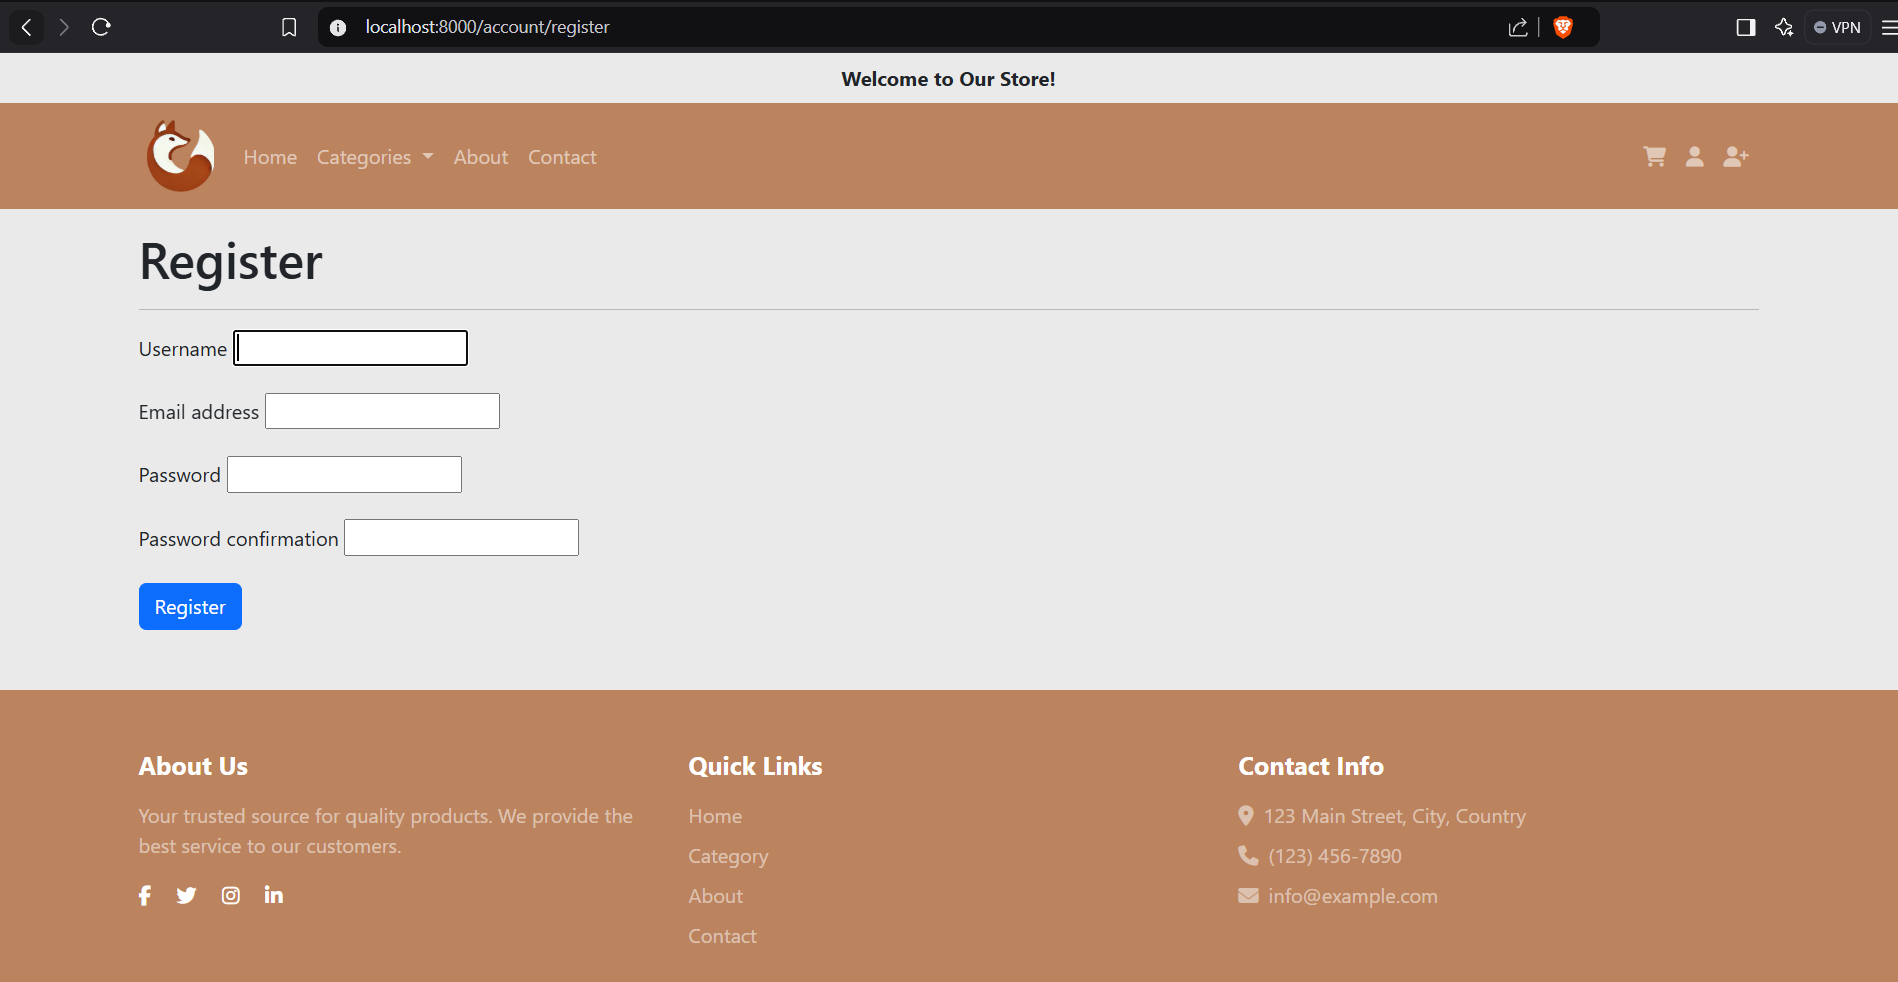 localhost:8000/account/register
VPN
Welcome to Our Store!
Home Categories About Contact
Register
Username
Email address
Password
Password confirmation
Register
About Us
Your trusted source for quality products. We provide the
best service to our customers.
Quick Links
Home
Category
About
Contact
Contact Info
123 Main Street, City, Country
(123) 456-7890
info@example.com